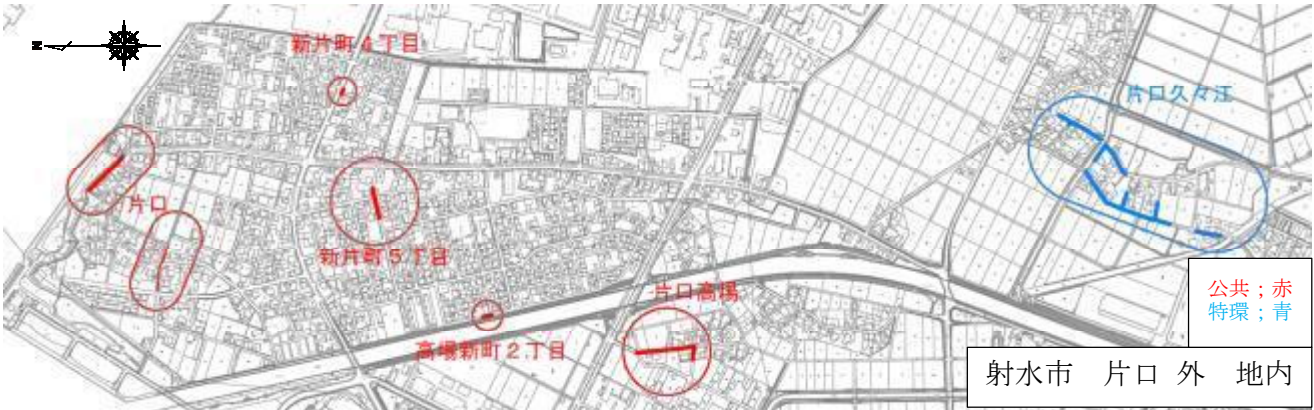 N
新片町4丁目
片口久々江
片口
新片町5丁目
片口高場
高場新町2丁目
公共；赤
特環；青
射水市 片口 外 地内